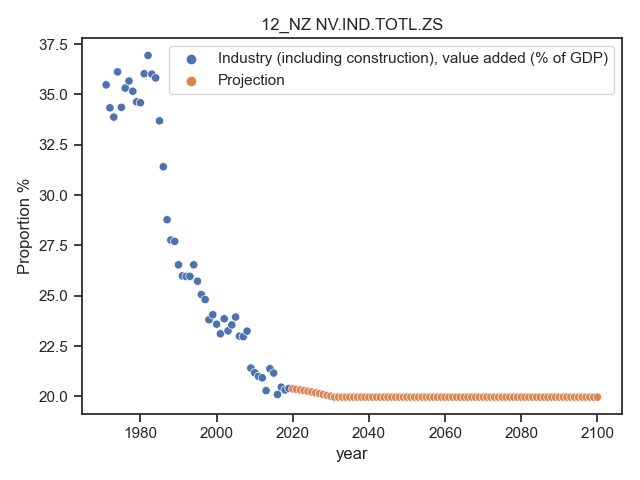 12_NZ NV.IND.TOTL.ZS
Industry (including construction), value added (% of GDP)
Projection
Proportion %
37.5
35.0
32.5
30.0
27.5
25.0
22.5
20.0
1980 2000 2020 2040 2060 2080 2100
year